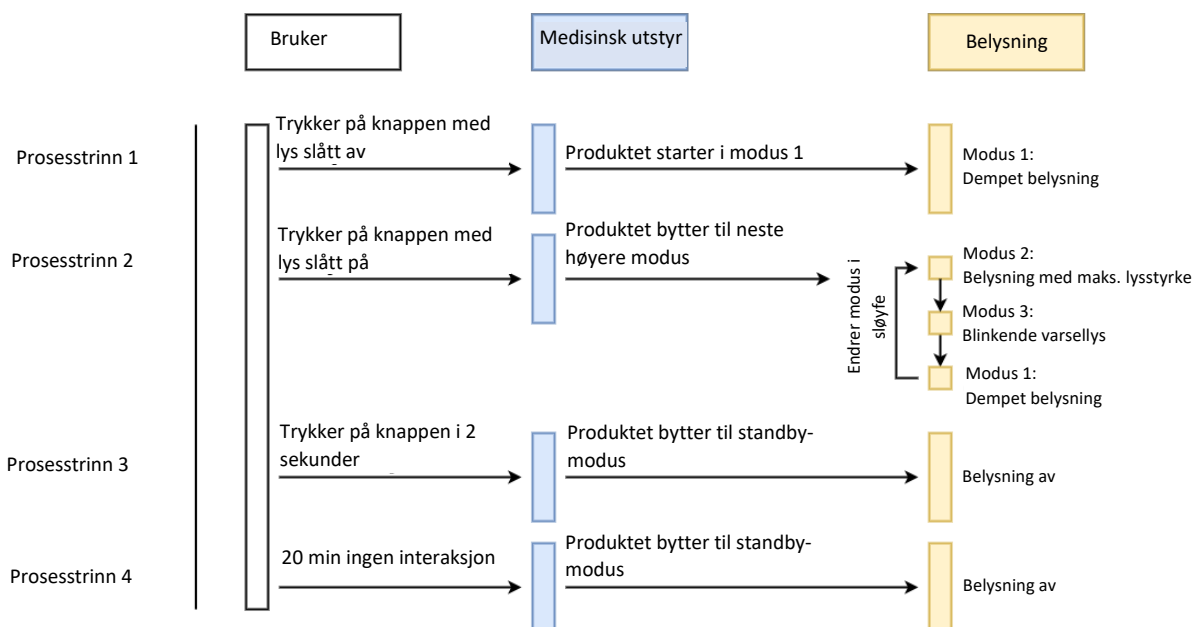 Bruker
Medisinsk utstyr
Belysning
Prosesstrinn 1
Trykker på knappen med
lys slått av
Produktet starter i modus 1
Modus 1:
Dempet belysning
Prosesstrinn 2
Trykker på knappen med
lys slått på
Produktet bytter til neste
høyere modus
Endrer modus i
sløyfe
Modus 2:
Belysning med maks. lysstyrke
Modus 3:
Blinkende varsellys
Modus 1:
Dempet belysning
Prosesstrinn 3
Trykker på knappen i 2
sekunder
Produktet bytter til standby-
modus
Belysning av
Prosesstrinn 4
20 min ingen interaksjon
Produktet bytter til standby-
modus
Belysning av